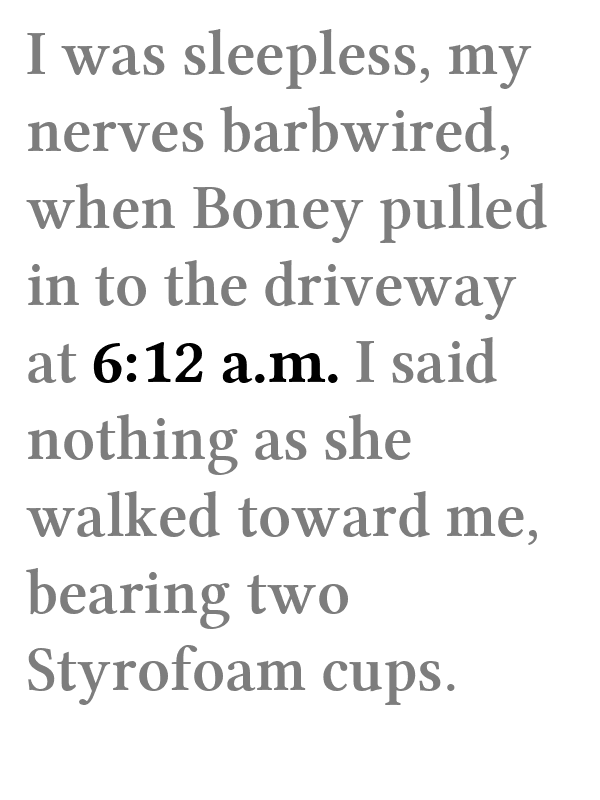 I was sleepless, my
nerves barbwired,
when Boney pulled
in to the driveway
at 6:12 a.m. I said
nothing as she
walked toward me,
bearing two
Styrofoam cups.